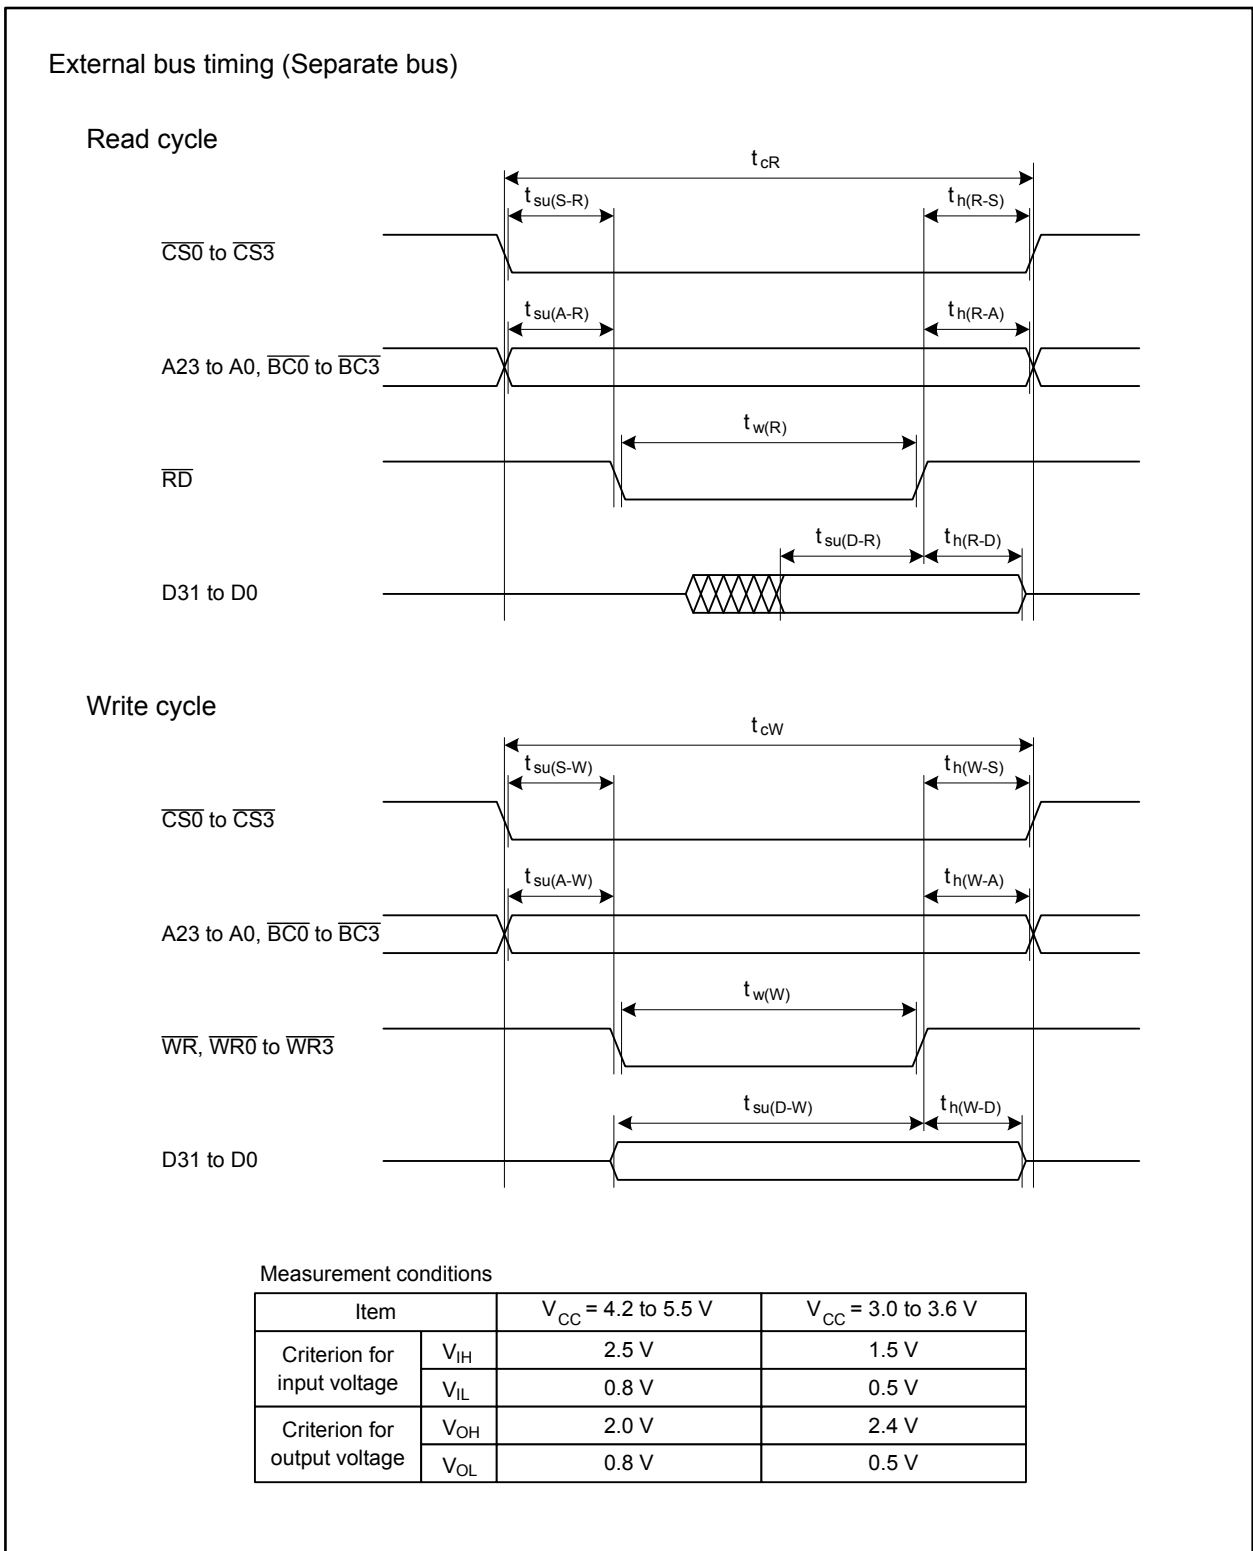 External bus timing (Separate bus)
Read cycle
tcR
tsu(S-R) th(R-S)
CS0 to CS3
tsu(A-R) th(R-A)
A23 to A0, BC0 to BC3
tw(R)
RD
tsu(D-R) th(R-D)
D31 to D0
Write cycle
tcW
tsu(S-W) th(W-S)
CS0 to CS3
tsu(A-W) th(W-A)
A23 to A0, BC0 to BC3
tw(W)
WR, WR0 to WR3
tsu(D-W) th(W-D)
D31 to D0
Measurement conditions
Item VCC = 4.2 to 5.5 V VCC = 3.0 to 3.6 V
Criterion for input voltage VIH 2.5 V 1.5 V
VIL 0.8 V 0.5 V
Criterion for output voltage VOH 2.0 V 2.4 V
VOL 0.8 V 0.5 V